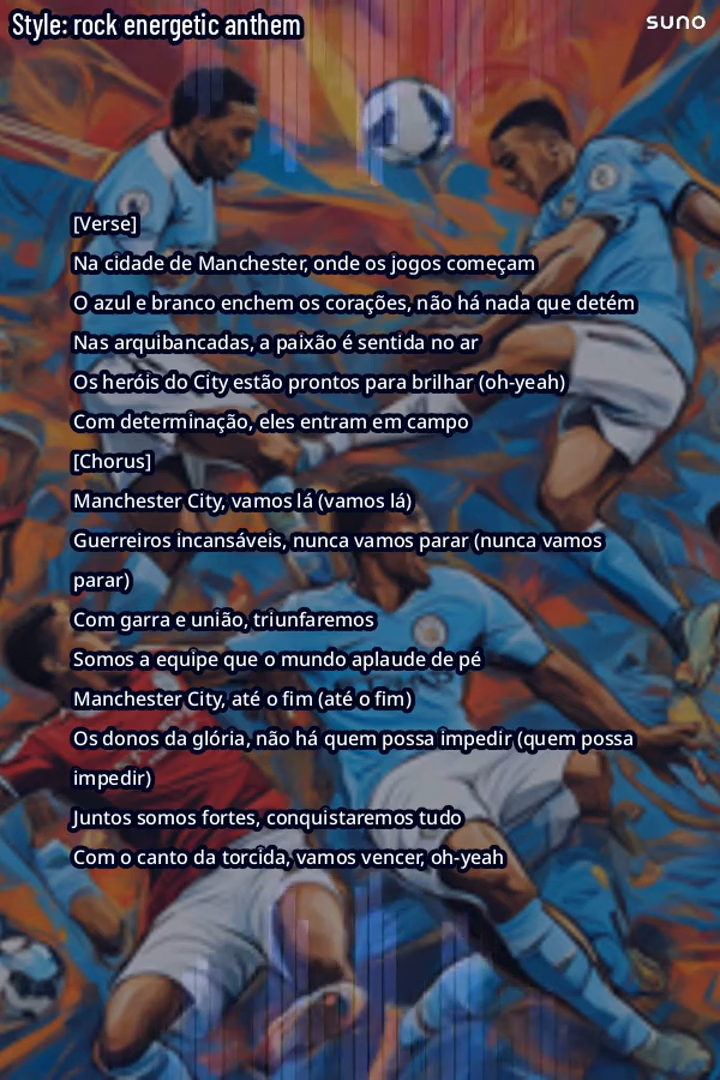 Style: rock energetic anthem
suno
[Verse]
Na cidade de Manchester, onde os jogos começam
O azul e branco enchem os corações, não há nada que detém
Nas arquibancadas, a paixão é sentida no ar
Os heróis do City estão prontos para brilhar (oh-yeah)
Com determinação, eles entram em campo
[Chorus]
Manchester City, vamos lá (vamos lá)
Guerreiros incansáveis, nunca vamos parar (nunca vamos
parar)
Com garra e união, triunfaremos
Somos a equipe que o mundo aplaude de pé
Manchester City, até o fim (até o fim)
Os donos da glória, não há quem possa impedir (quem possa
impedir)
Juntos somos fortes, conquistaremos tudo
Com o canto da torcida, vamos vencer, oh-yeah